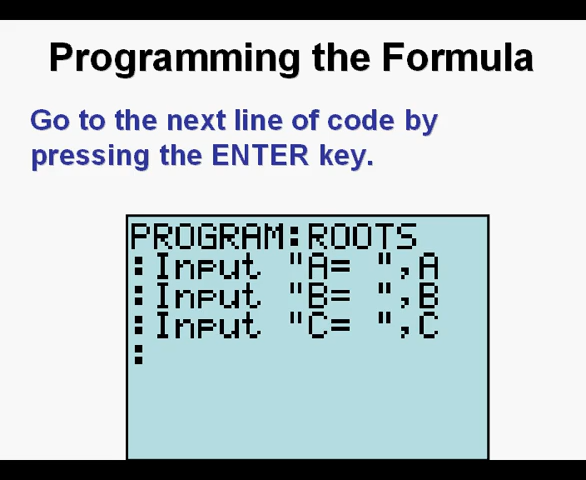 Programming the Formula
Go to the next line of code by
pressing the ENTER key.
PROGRAM:ROOTS
:Input "A= ",A
:Input "B= ",B
:Input "C= ",C
: